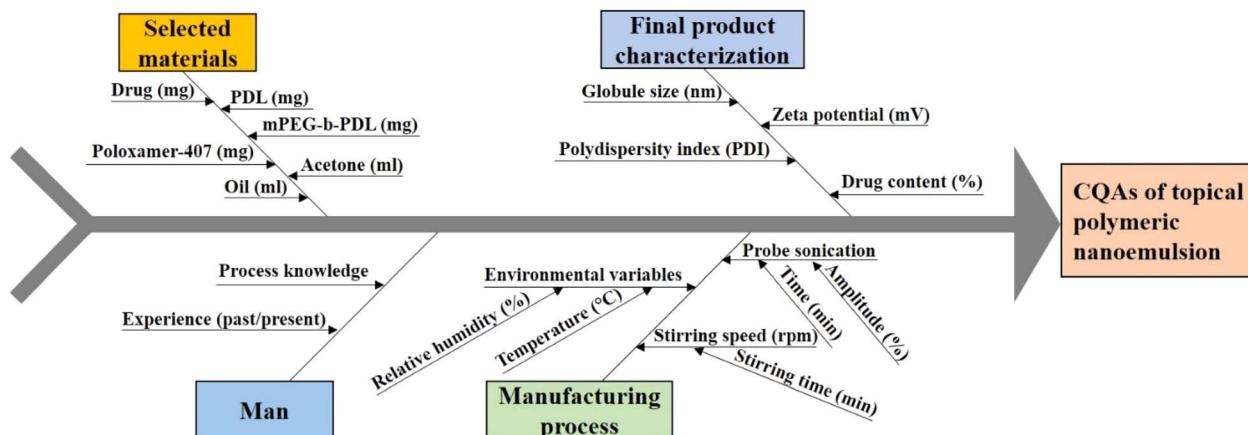 Selected
materials
Drug (mg)
PDL (mg)
mPEG-b-PDL (mg)
Poloxamer-407 (mg)
Acetone (ml)
Oil (ml)
Final product
characterization
Globule size (nm)
Zeta potential (mV)
Polydispersity index (PDI)
Drug content (%)
CQAs of topical
polymeric
nanoemulsion
Process knowledge
Experience (past/present)
Man
Probe sonication
Time (min)
Amplitude (%)
Environmental variables
Relative humidity (%)
Temperature (°C)
Stirring speed (rpm)
Stirring time (min)
Manufacturing
process